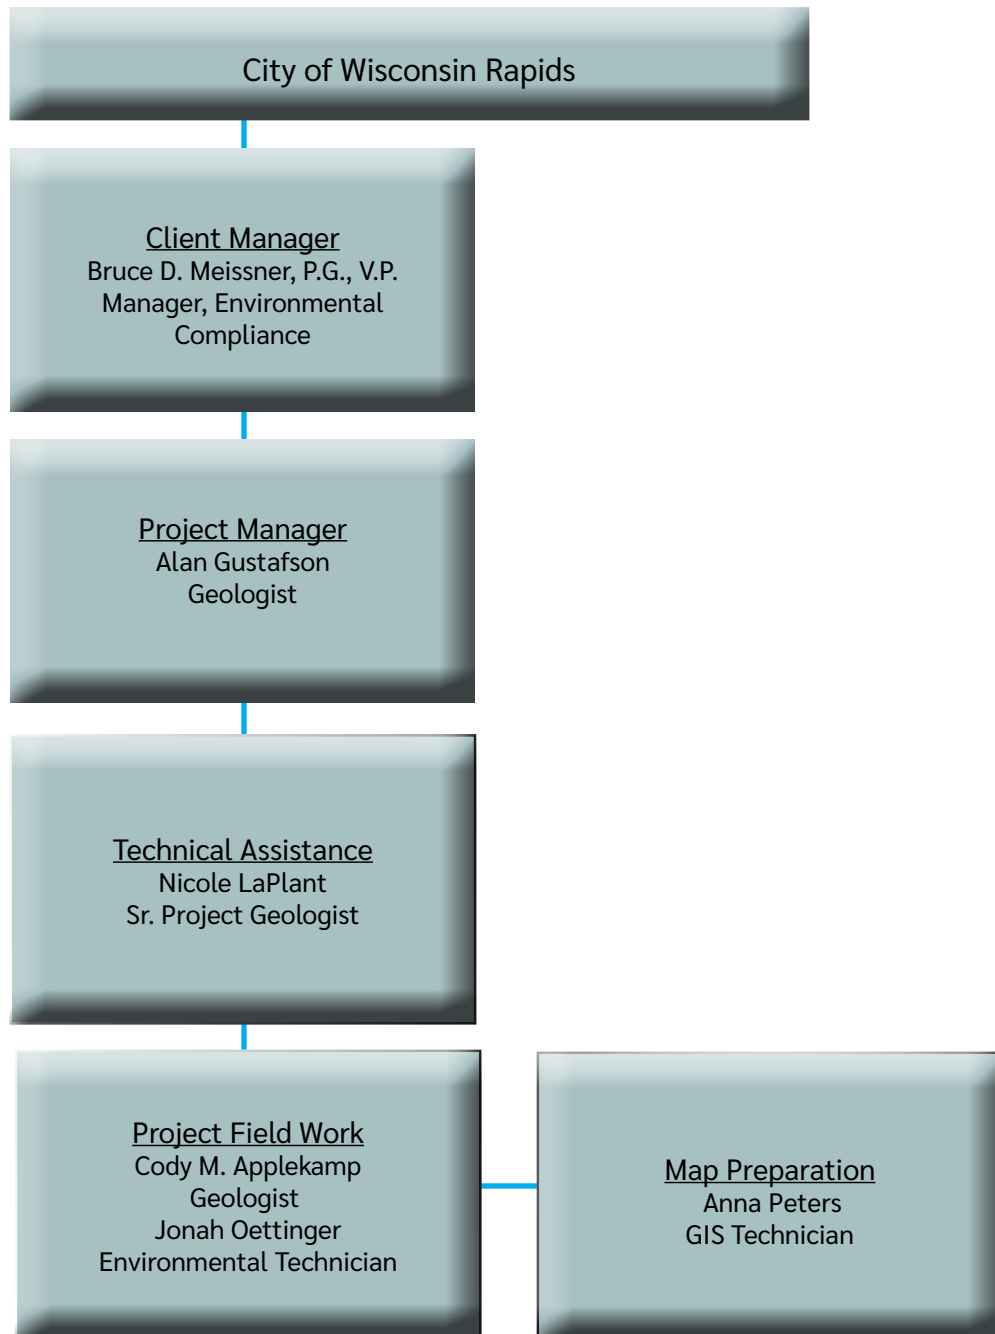 City of Wisconsin Rapids
Client Manager
Bruce D. Meissner, P.G., V.P.
Manager, Environmental
Compliance
Project Manager
Alan Gustafson
Geologist
Technical Assistance
Nicole LaPlant
Sr. Project Geologist
Project Field Work
Cody M. Applekamp
Geologist
Jonah Oettinger
Environmental Technician
Map Preparation
Anna Peters
GIS Technician